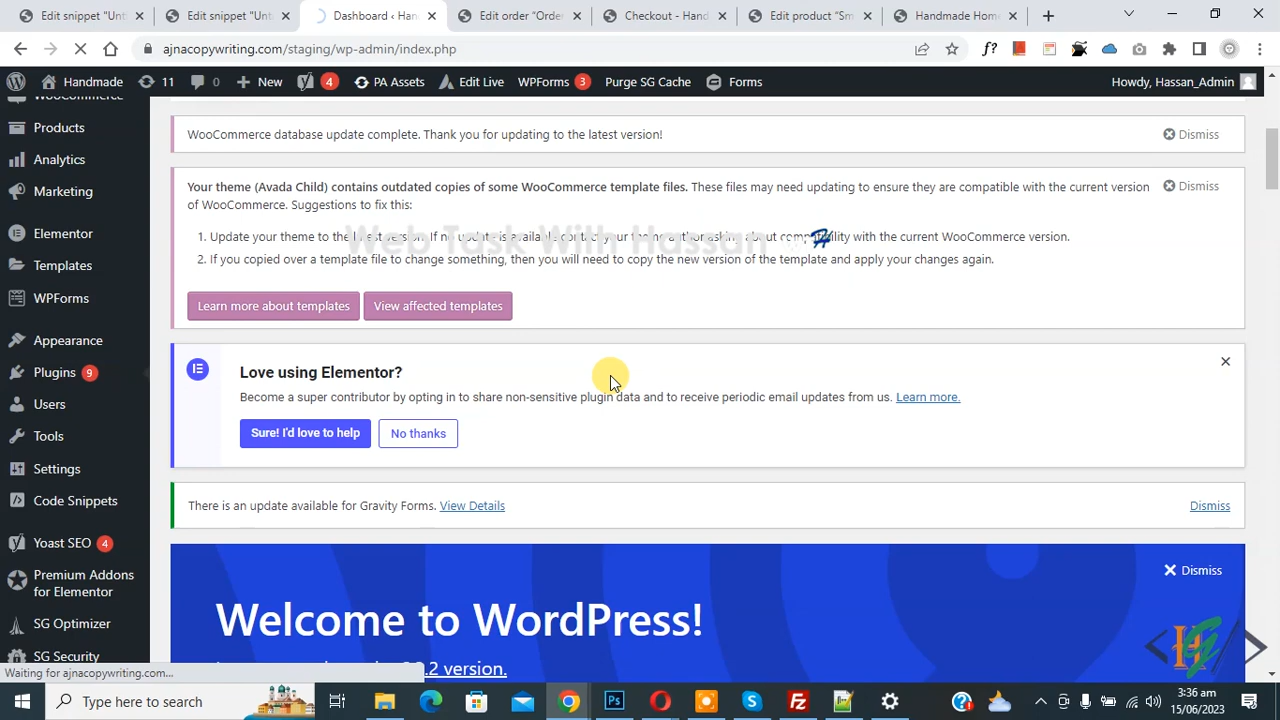 Edit snippet "Unt
Edit snippet "Unt
Dashboard ‹ Han
Edit order "Order
Checkout - Hand
Edit product "Sm
Handmade Home
ajnacopywriting.com/staging/wp-admin/index.php
Handmade
11
0
New
4
PA Assets
Edit Live
WPForms 3
Purge SG Cache
Forms
Howdy, Hassan_Admin
WooCommerce
Products
Analytics
Marketing
Elementor
Templates
WPForms
Appearance
Plugins 9
Users
Tools
Settings
Code Snippets
Yoast SEO 4
Premium Addons
for Elementor
SG Optimizer
SG Security
WooCommerce database update complete. Thank you for updating to the latest version!
Dismiss
Your theme (Avada Child) contains outdated copies of some WooCommerce template files. These files may need updating to ensure they are compatible with the current version
of WooCommerce. Suggestions to fix this:
Dismiss
Web Task With Hassan
1. Update your theme to the latest version. If no update is available contact your theme author asking about compatibility with the current WooCommerce version.
2. If you copied over a template file to change something, then you will need to copy the new version of the template and apply your changes again.
Learn more about templates
View affected templates
Love using Elementor?
Become a super contributor by opting in to share non-sensitive plugin data and to receive periodic email updates from us. Learn more.
Sure! I'd love to help
No thanks
There is an update available for Gravity Forms. View Details
Dismiss
Dismiss
Welcome to WordPress!
2 version.
Waiting for ajnacopywriting.com...
Type here to search
3:36 am
15/06/2023